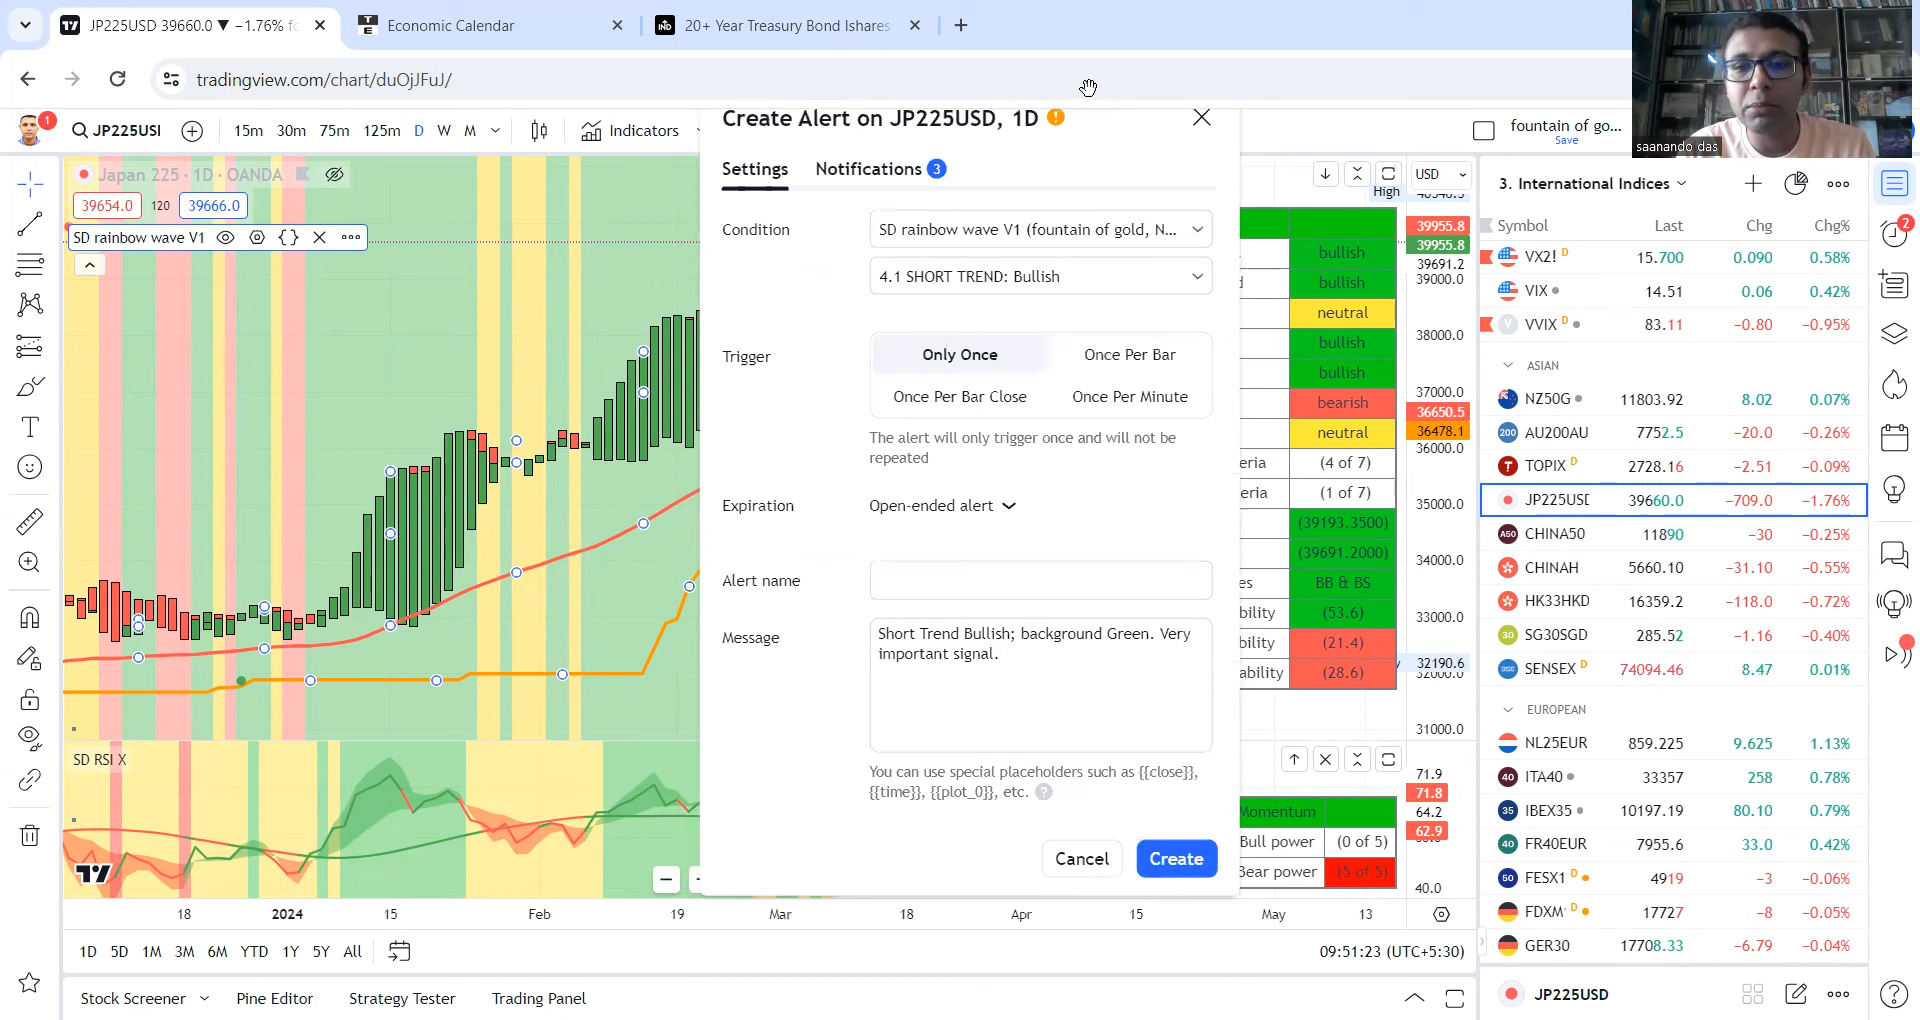 JP225USD 39660.0 ▼ −1.76%
Economic Calendar
20+ Year Treasury Bond Ishares
tradingview.com/chart/duOjJFuJ/
saanando das
1
JP225USI
15m 30m 75m 125m D W M
Indicators
fountain of go...
Save
Create Alert on JP225USD, 1D
Settings
Notifications 3
Condition
SD rainbow wave V1 (fountain of gold, N...
4.1 SHORT TREND: Bullish
Trigger
Only Once
Once Per Bar
Once Per Bar Close
Once Per Minute
The alert will only trigger once and will not be
repeated
Expiration
Open-ended alert
Alert name
Message
Short Trend Bullish; background Green. Very
important signal.
You can use special placeholders such as {{close}},
{{time}}, {{plot_0}}, etc.
Cancel
Create
Japan 225 · 1D · OANDA
39654.0 120 39666.0
SD rainbow wave V1
SD RSI X
USD
High
39955.8
39955.8
39691.2
39000.0
38000.0
37000.0
36650.5
36478.1
36000.0
35000.0
34000.0
33000.0
32190.6
32000.0
31000.0
bullish
bullish
neutral
bullish
bullish
bearish
neutral
eria (4 of 7)
eria (1 of 7)
(39193.3500)
(39691.2000)
es BB & BS
bility (53.6)
bility (21.4)
ability (28.6)
71.9
71.8
64.2
62.9
40.0
Momentum
Bull power (0 of 5)
Bear power (5 of 5)
18 2024 15 Feb 19 Mar 18 Apr 15 May 13
1D 5D 1M 3M 6M YTD 1Y 5Y All
09:51:23 (UTC+5:30)
Stock Screener
Pine Editor
Strategy Tester
Trading Panel
3. International Indices
Symbol Last Chg Chg%
VX2! D 15.700 0.090 0.58%
VIX 14.51 0.06 0.42%
VVIX D 83.11 −0.80 −0.95%
ASIAN
NZ50G 11803.92 8.02 0.07%
200 AU200AU 7752.5 −20.0 −0.26%
TOPIX D 2728.16 −2.51 −0.09%
JP225USD 39660.0 −709.0 −1.76%
A50 CHINA50 11890 −30 −0.25%
CHINAH 5660.10 −31.10 −0.55%
HK33HKD 16359.2 −118.0 −0.72%
30 SG30SGD 285.52 −1.16 −0.40%
SENSEX D 74094.46 8.47 0.01%
EUROPEAN
NL25EUR 859.225 9.625 1.13%
40 ITA40 33357 258 0.78%
35 IBEX35 10197.19 80.10 0.79%
40 FR40EUR 7955.6 33.0 0.42%
50 FESX1 D 4919 −3 −0.06%
FDXM D 17727 −8 −0.05%
GER30 17708.33 −6.79 −0.04%
JP225USD
2